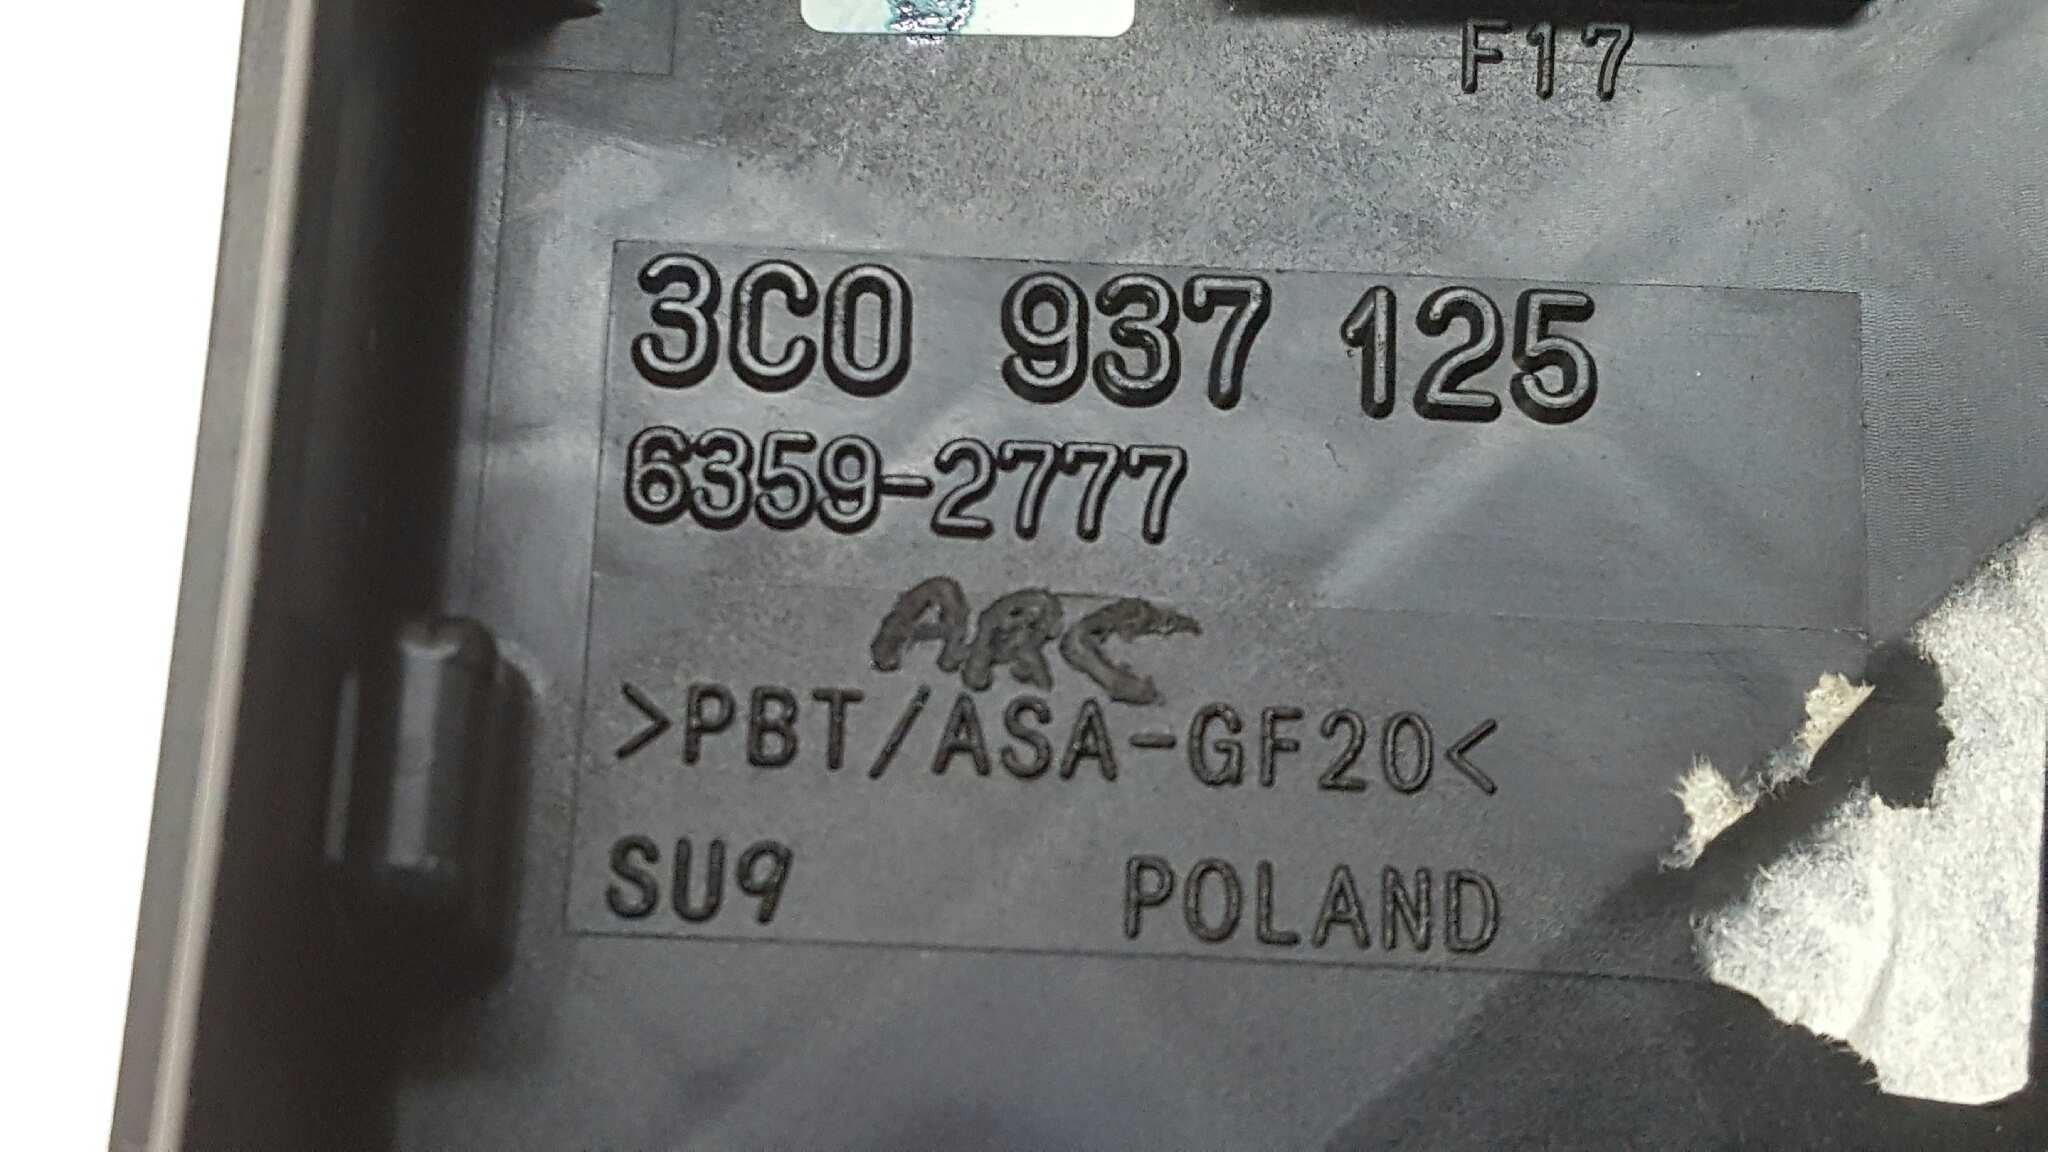 F17
3C0 937 125
6359-2777
ARC
>PBT/ASA-GF20<
SU9 POLAND